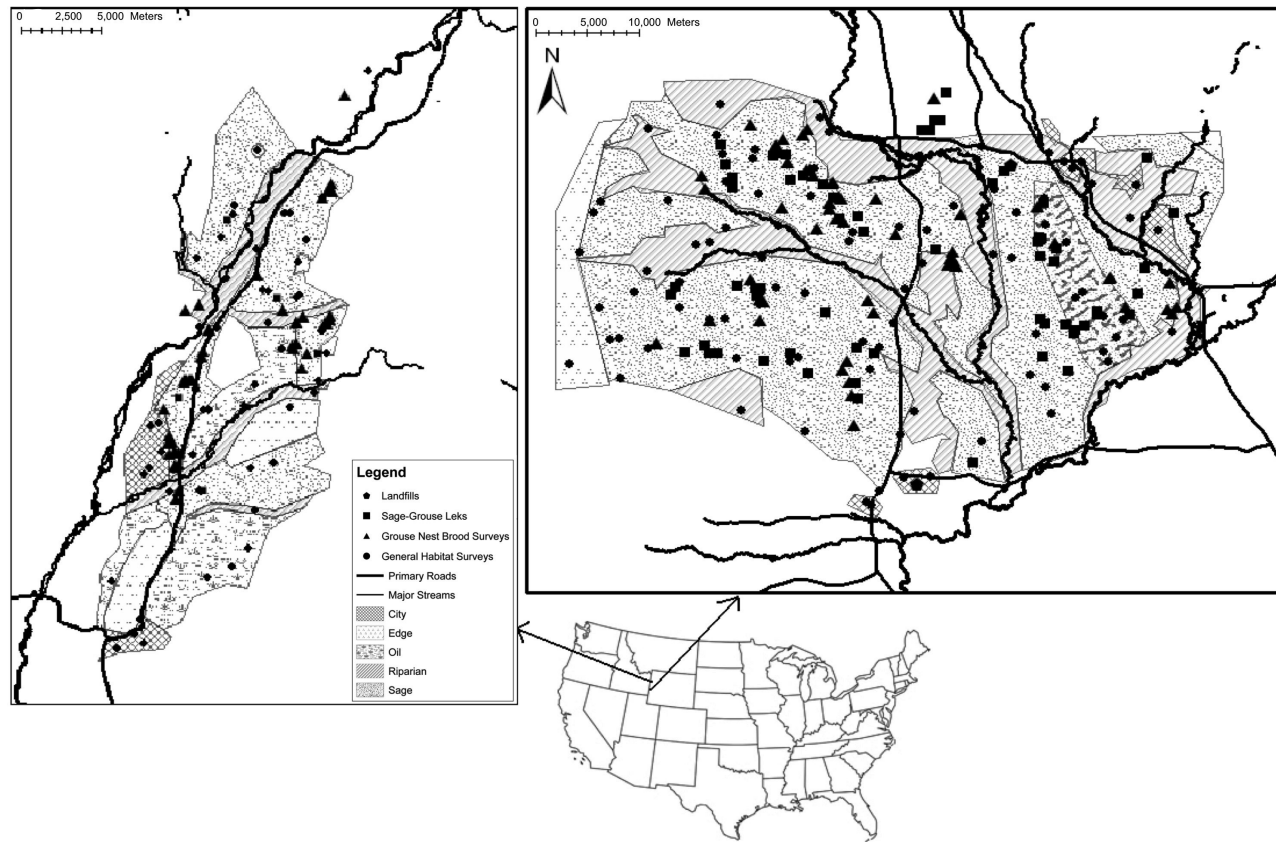 0 2,500 5,000 Meters
0 5,000 10,000 Meters
N
Legend
Landfills
Sage-Grouse Leks
Grouse Nest Brood Surveys
General Habitat Surveys
Primary Roads
Major Streams
City
Edge
Oil
Riparian
Sage